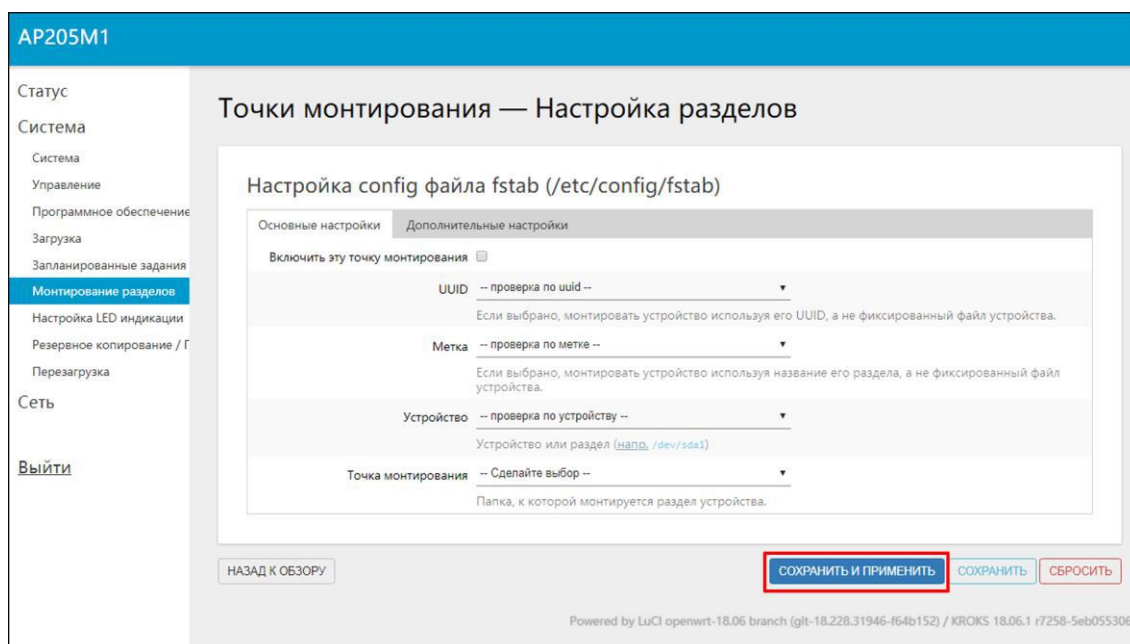 AP205M1
Статус
Система
Система
Управление
Программное обеспечение
Загрузка
Запланированные задания
Монтирование разделов
Настройка LED индикации
Резервное копирование / Г
Перезагрузка
Сеть
Выйти
Точки монтирования — Настройка разделов
Настройка config файла fstab (/etc/config/fstab)
Основные настройки Дополнительные настройки
Включить эту точку монтирования
UUID -- проверка по uuid --
Если выбрано, монтировать устройство используя его UUID, а не фиксированный файл устройства.
Метка -- проверка по метке --
Если выбрано, монтировать устройство используя название его раздела, а не фиксированный файл
устройства.
Устройство -- проверка по устройству --
Устройство или раздел (напр. /dev/sda1)
Точка монтирования -- Сделайте выбор --
Папка, к которой монтируется раздел устройства.
НАЗАД К ОБЗОРУ СОХРАНИТЬ И ПРИМЕНИТЬ СОХРАНИТЬ СБРОСИТЬ
Powered by LuCI openwrt-18.06 branch (git-18.228.31946-f64b152) / KROKS 18.06.1 r7258-5eb055306